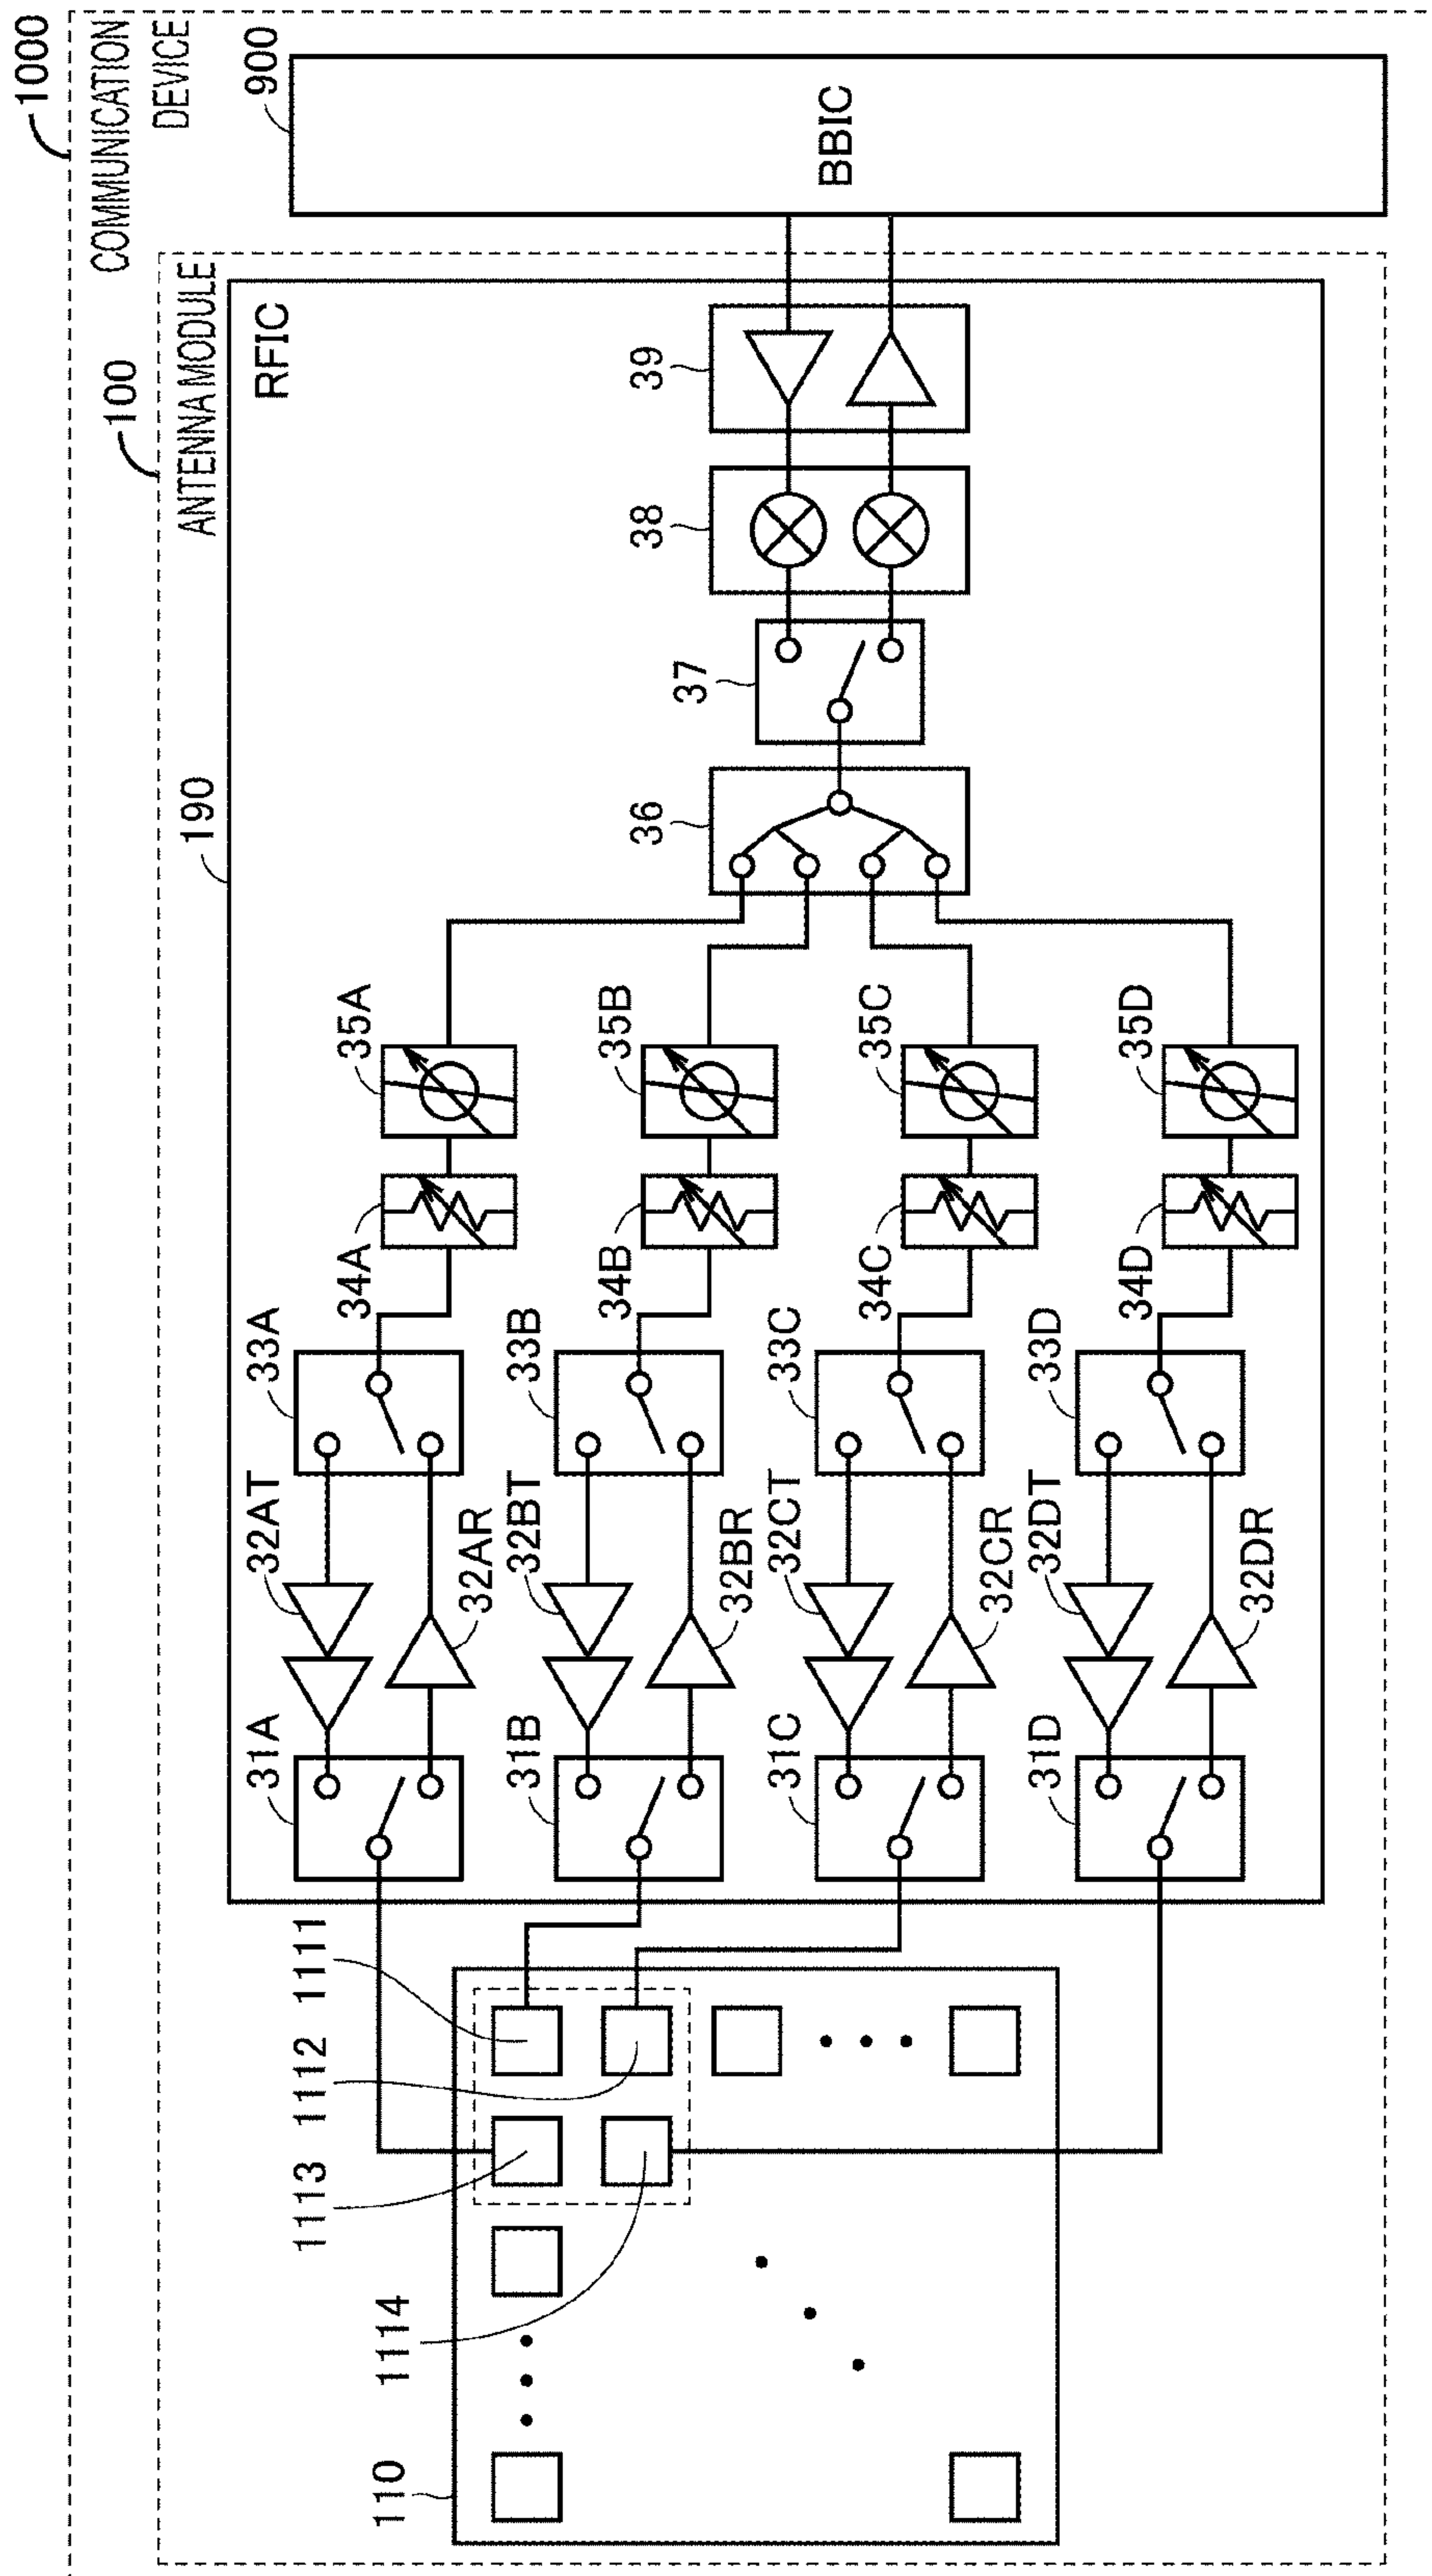 1000
COMMUNICATION
DEVICE
100
ANTENNA MODULE
900
BBIC
190
RFIC
39
38
37
36
35A
35B
35C
35D
34A
34B
34C
34D
33A
33B
33C
33D
32AT
32AR
32BT
32BR
32CT
32CR
32DT
32DR
31A
31B
31C
31D
1111
1112
1113
1114
110